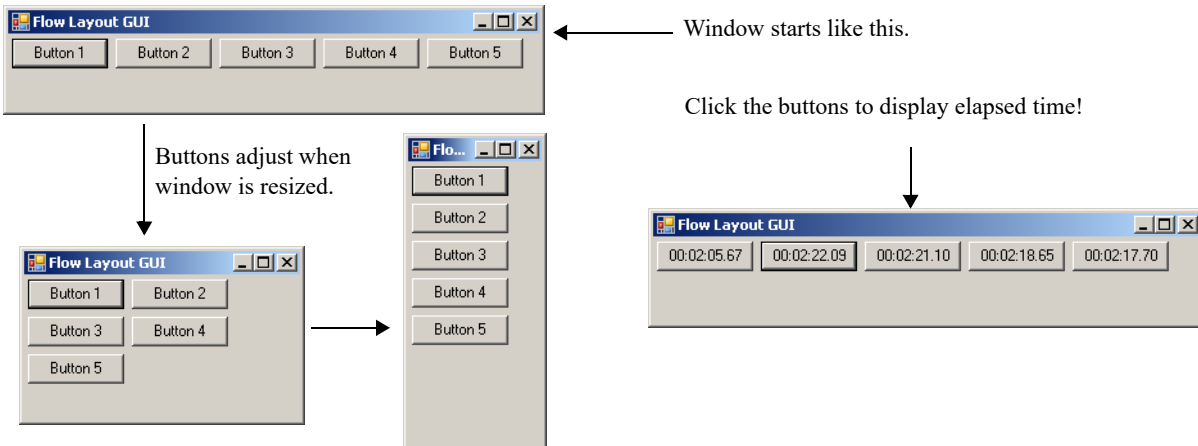 Flow Layout GUI
Button 1 Button 2 Button 3 Button 4 Button 5
Window starts like this.
Click the buttons to display elapsed time!
Buttons adjust when
window is resized.
Flow Layout GUI
Button 1 Button 2
Button 3 Button 4
Button 5
Flo...
Button 1
Button 2
Button 3
Button 4
Button 5
Flow Layout GUI
00:02:05.67 00:02:22.09 00:02:21.10 00:02:18.65 00:02:17.70